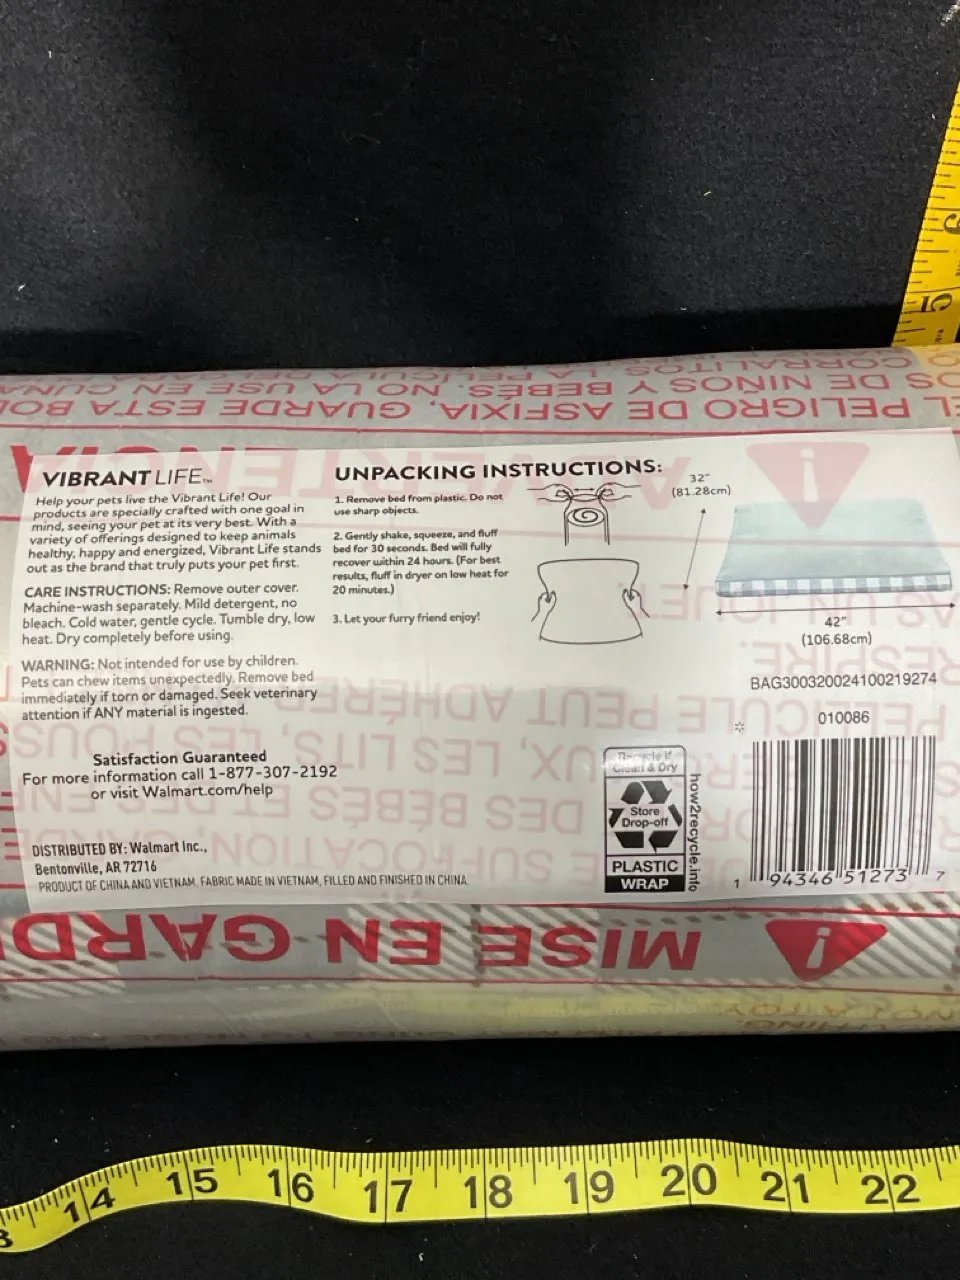 EL PELIGRO DE ASFIXIA, GUARDE ESTA
OS DE NIÑOS Y BEBÉS. NO LA USE EN CUNA
CORRALITOS. LA PELÍCULA
ADVERTENCIA
VIBRANT LIFE™
Help your pets live the Vibrant Life! Our
products are specially crafted with one goal in
mind, seeing your pet at its very best. With a
variety of offerings designed to keep animals
healthy, happy and energized, Vibrant Life stands
out as the brand that truly puts your pet first.
CARE INSTRUCTIONS: Remove outer cover.
Machine-wash separately. Mild detergent, no
bleach. Cold water, gentle cycle. Tumble dry, low
heat. Dry completely before using.
WARNING: Not intended for use by children.
Pets can chew items unexpectedly. Remove bed
immediately if torn or damaged. Seek veterinary
attention if ANY material is ingested.
Satisfaction Guaranteed
For more information call 1-877-307-2192
or visit Walmart.com/help
DISTRIBUTED BY: Walmart Inc.,
Bentonville, AR 72716
PRODUCT OF CHINA AND VIETNAM. FABRIC MADE IN VIETNAM, FILLED AND FINISHED IN CHINA
UNPACKING INSTRUCTIONS:
1. Remove bed from plastic. Do not
use sharp objects.
2. Gently shake, squeeze, and fluff
bed for 30 seconds. Bed will fully
recover within 24 hours. (For best
results, fluff in dryer on low heat for
20 minutes.)
3. Let your furry friend enjoy!
32"
(81.28cm)
42"
(106.68cm)
BAG300320024100219274
010086
Recycle if
Clean & Dry
Store
Drop-off
PLASTIC
WRAP
how2recycle.info
1 94346 51273 7
MISE EN GARDE
14 15 16 17 18 19 20 21 22